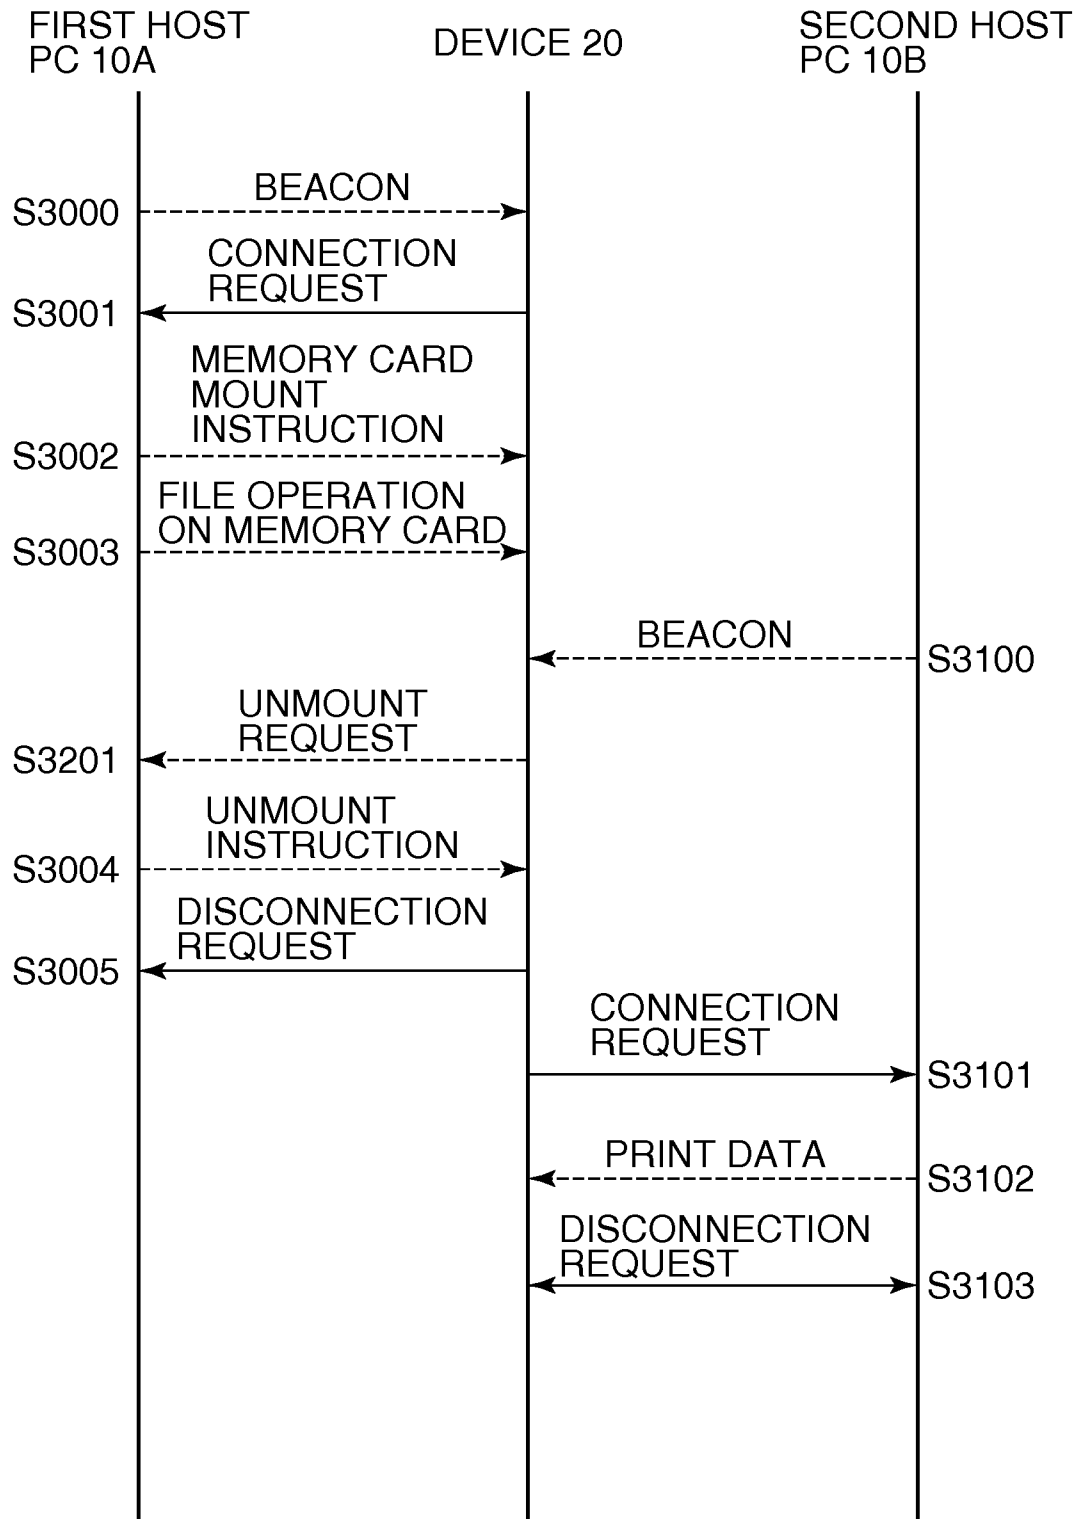 FIRST HOST
PC 10A
DEVICE 20
SECOND HOST
PC 10B
BEACON
S3000
CONNECTION
REQUEST
S3001
MEMORY CARD
MOUNT
INSTRUCTION
S3002
FILE OPERATION
ON MEMORY CARD
S3003
BEACON
S3100
UNMOUNT
REQUEST
S3201
UNMOUNT
INSTRUCTION
S3004
DISCONNECTION
REQUEST
S3005
CONNECTION
REQUEST
S3101
PRINT DATA
S3102
DISCONNECTION
REQUEST
S3103